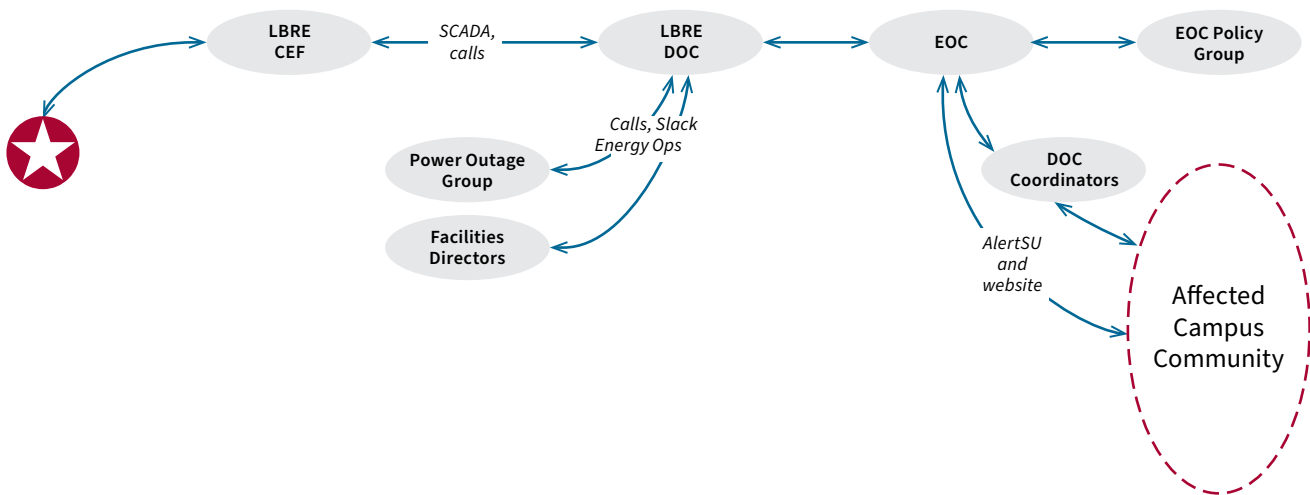 LBRE
CEF
SCADA,
calls
LBRE
DOC
EOC
EOC Policy
Group
Calls, Slack
Energy Ops
Power Outage
Group
DOC
Coordinators
Facilities
Directors
AlertSU
and
website
Affected
Campus
Community